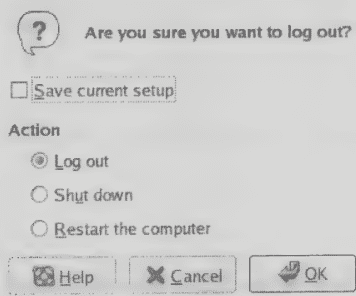 Are you sure you want to log out?
Save current setup
Action
Log out
Shut down
Restart the computer
Help Cancel OK